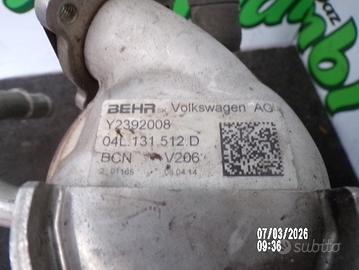 BEHR Volkswagen AG
Y2392008
04L.131.512.D
BCN V206
07/03/2026
09:36
subito